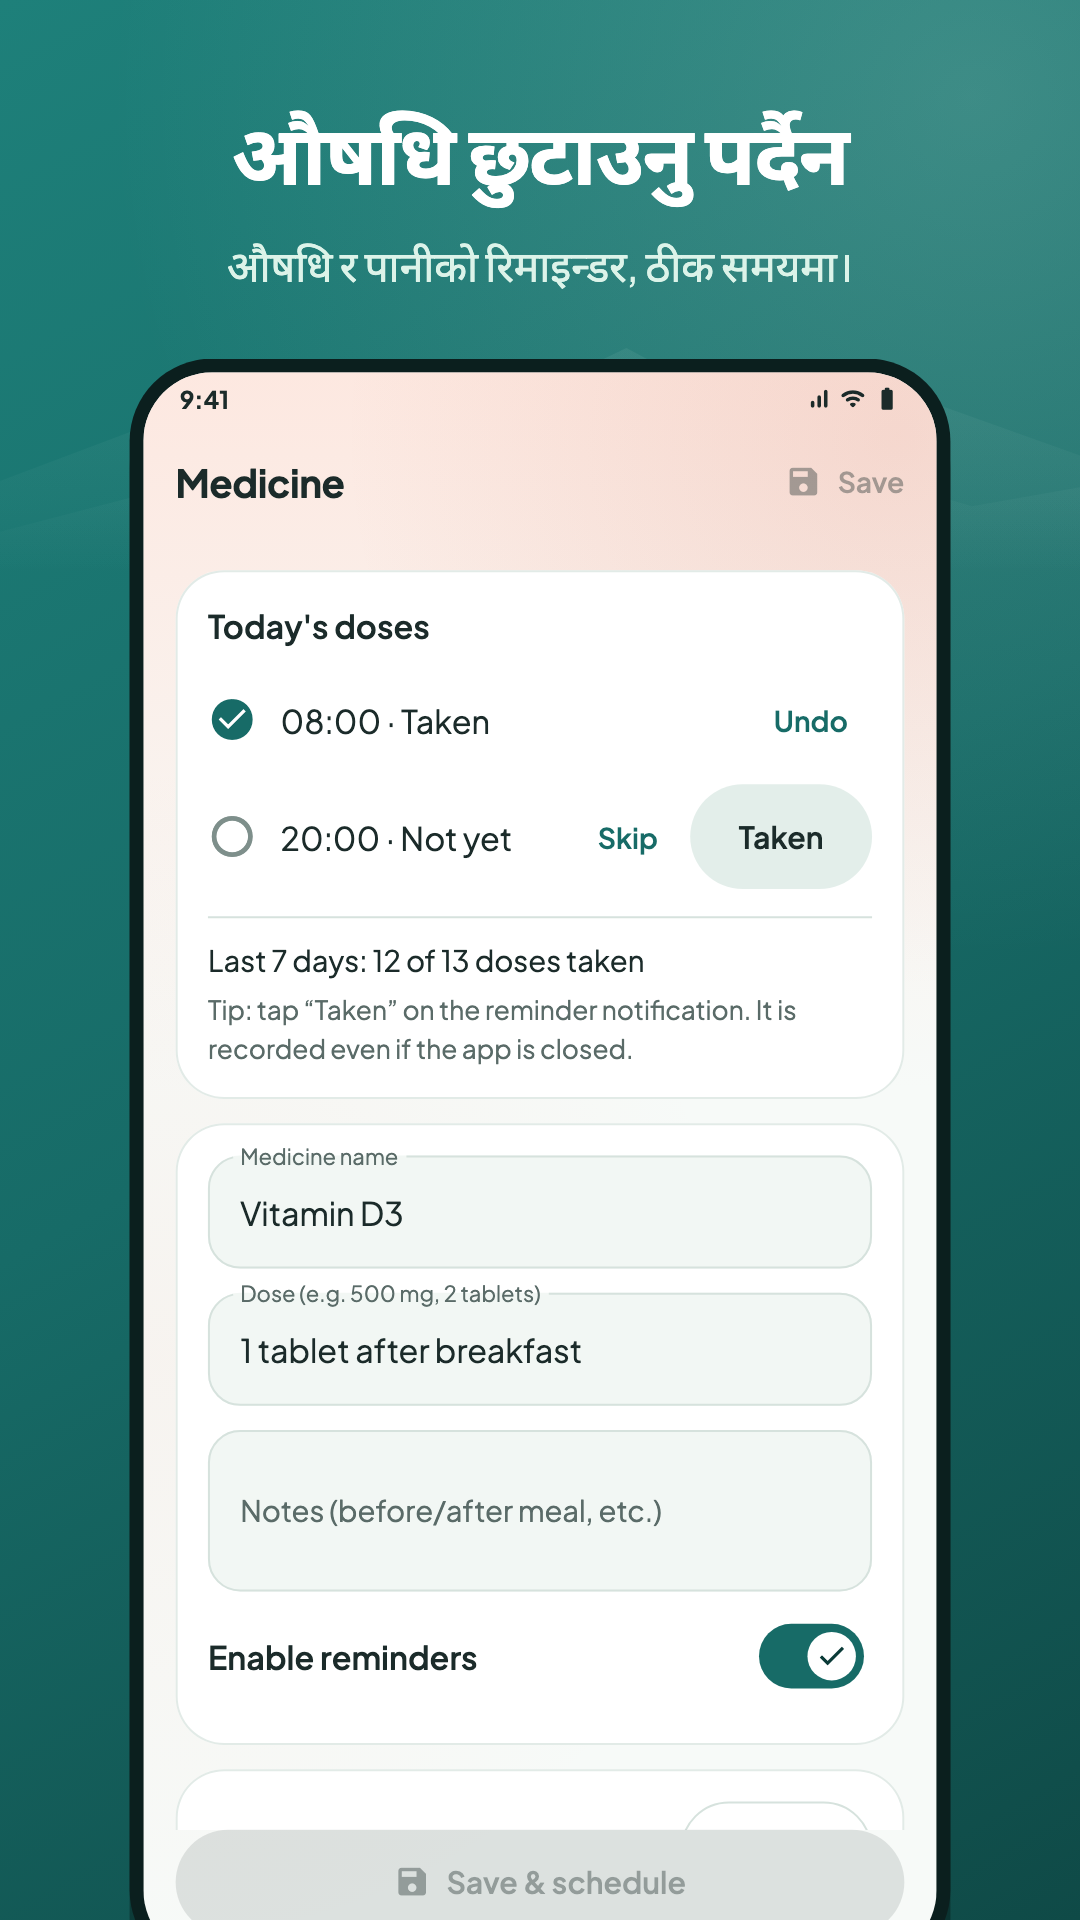 औषधि छुटाउनु पर्दैन
औषधि र पानीको रिमाइन्डर, ठीक समयमा।
9:41
Medicine
Save
Today's doses
08:00 · Taken
Undo
20:00 · Not yet
Skip
Taken
Last 7 days: 12 of 13 doses taken
Tip: tap “Taken” on the reminder notification. It is
recorded even if the app is closed.
Medicine name
Vitamin D3
Dose (e.g. 500 mg, 2 tablets)
1 tablet after breakfast
Notes (before/after meal, etc.)
Enable reminders
Save & schedule